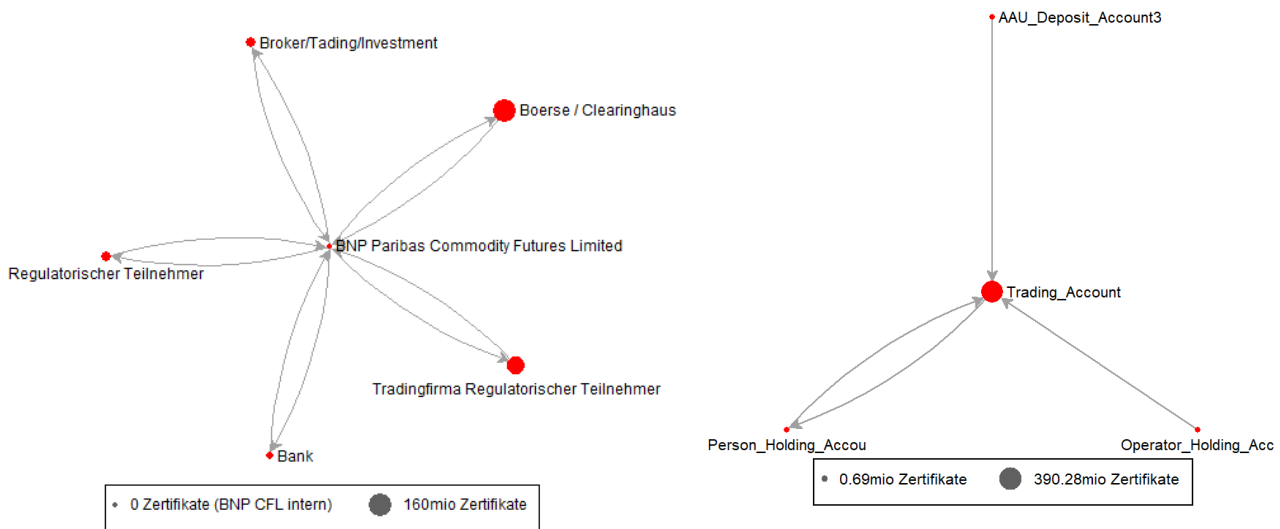 AAU_Deposit_Account3
Broker/Tading/Investment
Boerse / Clearinghaus
BNP Paribas Commodity Futures Limited
Regulatorischer Teilnehmer
Trading_Account
Tradingfirma Regulatorischer Teilnehmer
Person_Holding_Accou
Operator_Holding_Acc
Bank
0.69mio Zertifikate
390.28mio Zertifikate
0 Zertifikate (BNP CFL intern)
160mio Zertifikate